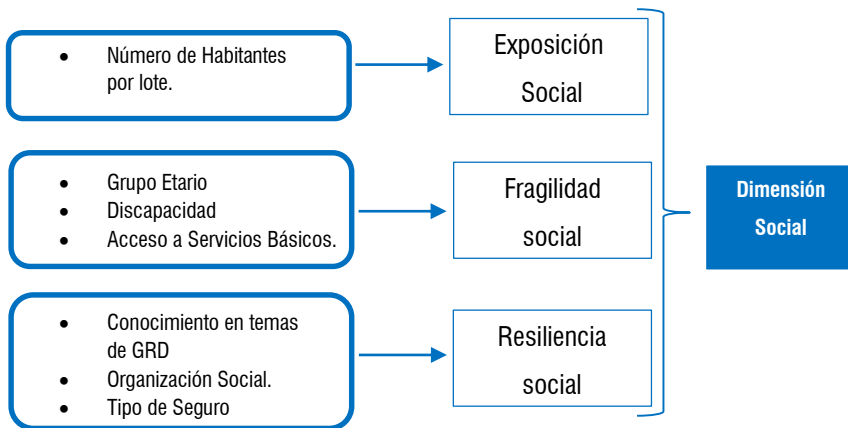 • Número de Habitantes
por lote.
Exposición
Social
• Grupo Etario
• Discapacidad
• Acceso a Servicios Básicos.
Fragilidad
social
• Conocimiento en temas
de GRD
• Organización Social.
• Tipo de Seguro
Resiliencia
social
Dimensión
Social